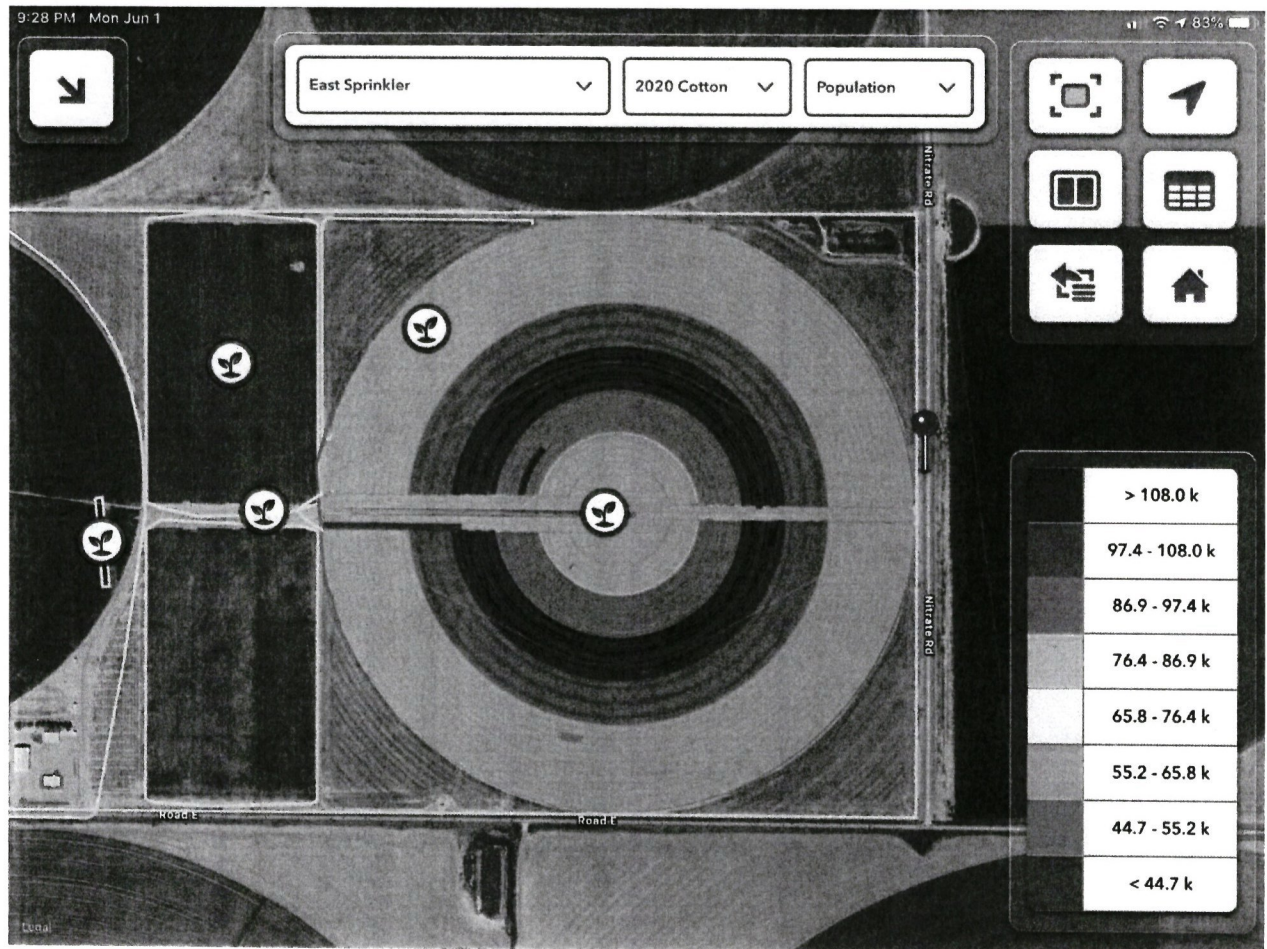 9:28 PM Mon Jun 1
83%
East Sprinkler
2020 Cotton
Population
Nitrate Rd
Nitrate Rd
> 108.0 k
97.4 - 108.0 k
86.9 - 97.4 k
76.4 - 86.9 k
65.8 - 76.4 k
55.2 - 65.8 k
44.7 - 55.2 k
< 44.7 k
Road E
Road E
Legal